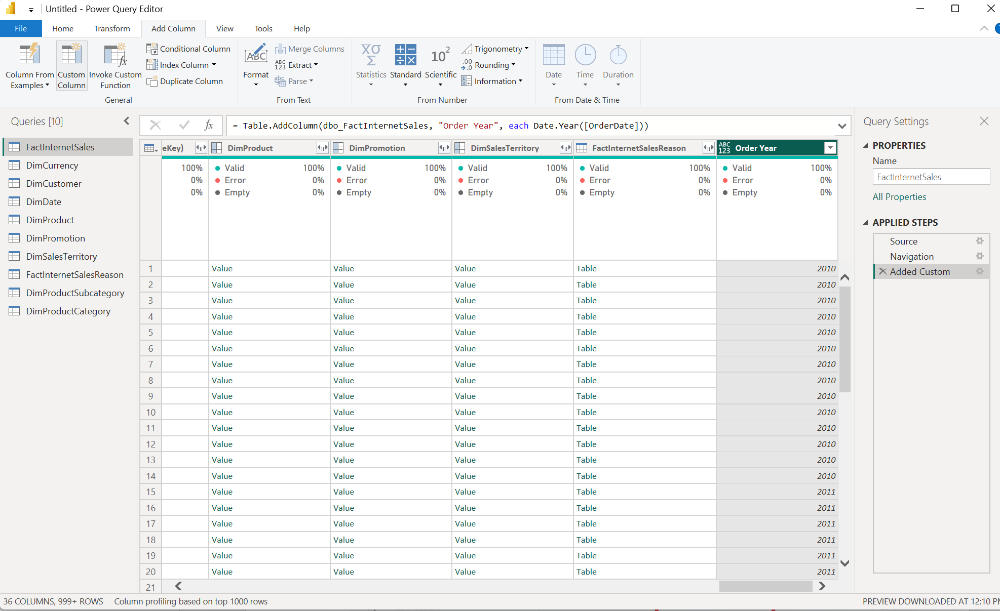 Untitled - Power Query Editor
File Home Transform Add Column View Tools Help
Column From Examples
Custom Column
Invoke Custom Function
Conditional Column
Index Column
Duplicate Column
General
ABC
Format
Merge Columns
ABC 123 Extract
abc Parse
From Text
Χσ Σ
Statistics
Standard
10²
Scientific
Trigonometry
.00 .0 Rounding
Information
From Number
Date
Time
Duration
From Date & Time
Queries [10]
FactInternetSales
DimCurrency
DimCustomer
DimDate
DimProduct
DimPromotion
DimSalesTerritory
FactInternetSalesReason
DimProductSubcategory
DimProductCategory
fx
= Table.AddColumn(dbo_FactInternetSales, "Order Year", each Date.Year([OrderDate]))
eKey) DimProduct DimPromotion DimSalesTerritory FactInternetSalesReason ABC 123 Order Year
100% Valid 100% Valid 100% Valid 100% Valid 100% Valid 100%
0% Error 0% Error 0% Error 0% Error 0% Error 0%
0% Empty 0% Empty 0% Empty 0% Empty 0% Empty 0%
1 Value Value Value Table 2010
2 Value Value Value Table 2010
3 Value Value Value Table 2010
4 Value Value Value Table 2010
5 Value Value Value Table 2010
6 Value Value Value Table 2010
7 Value Value Value Table 2010
8 Value Value Value Table 2010
9 Value Value Value Table 2010
10 Value Value Value Table 2010
11 Value Value Value Table 2010
12 Value Value Value Table 2010
13 Value Value Value Table 2010
14 Value Value Value Table 2010
15 Value Value Value Table 2011
16 Value Value Value Table 2011
17 Value Value Value Table 2011
18 Value Value Value Table 2011
19 Value Value Value Table 2011
20 Value Value Value Table 2011
21
Query Settings
PROPERTIES
Name
FactInternetSales
All Properties
APPLIED STEPS
Source
Navigation
Added Custom
36 COLUMNS, 999+ ROWS Column profiling based on top 1000 rows
PREVIEW DOWNLOADED AT 12:10 PM